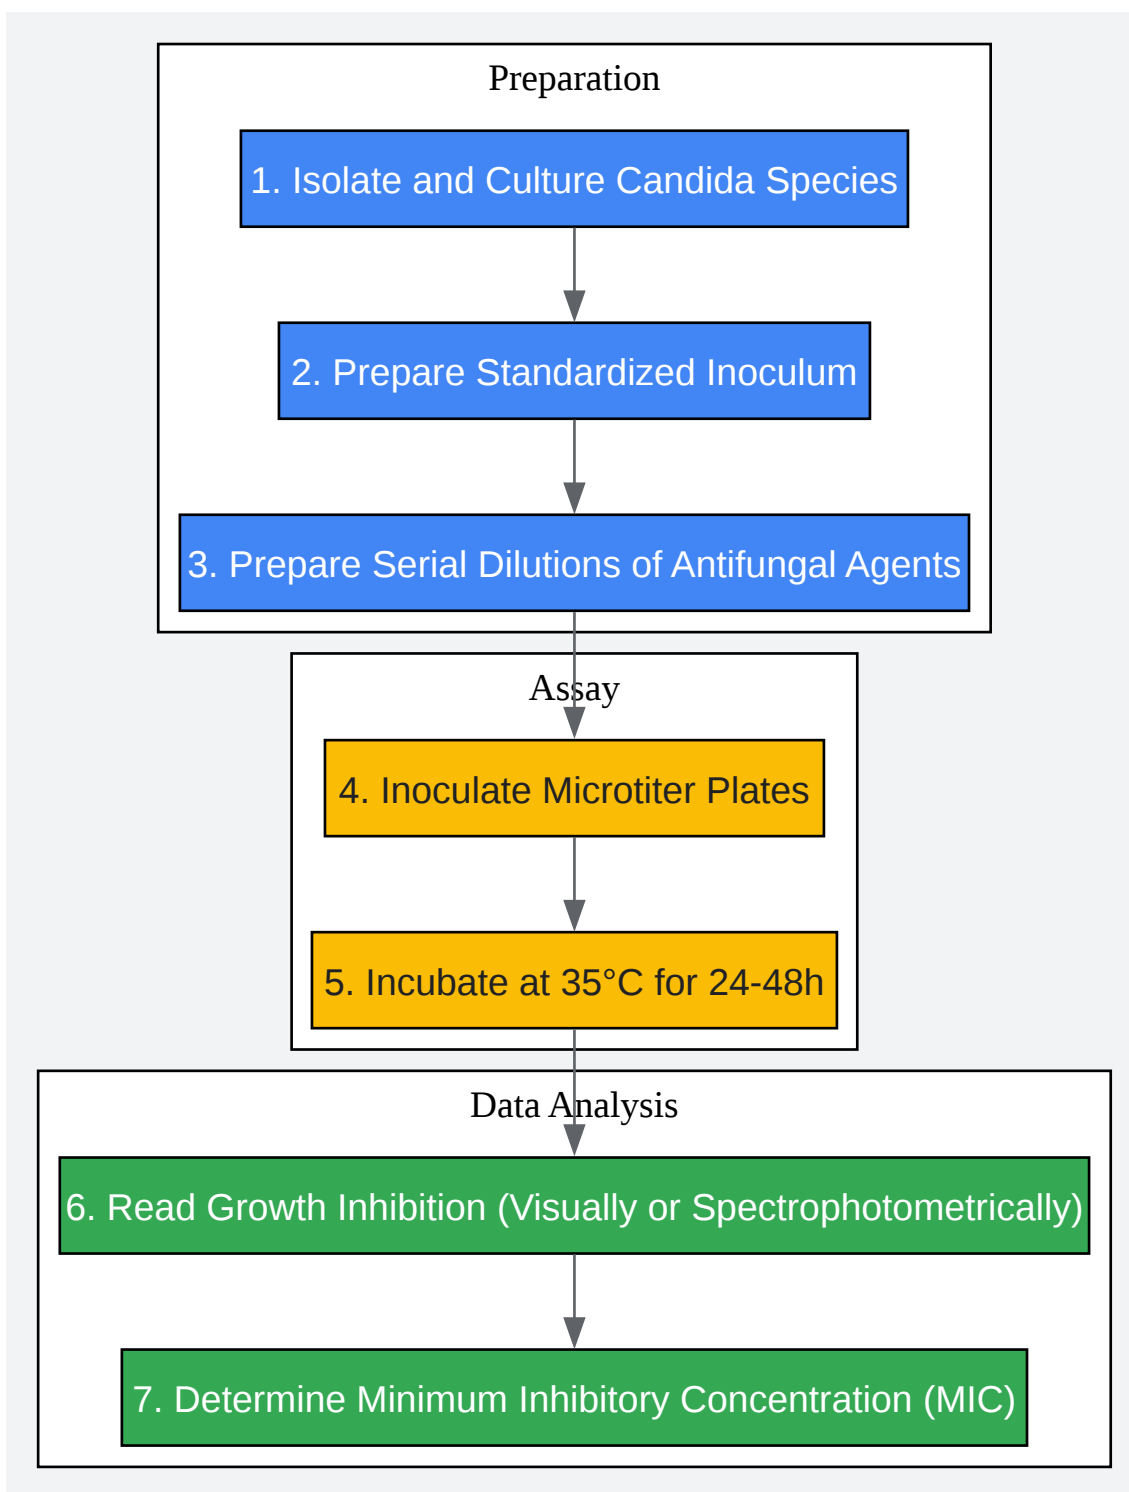 Preparation
1. Isolate and Culture Candida Species
2. Prepare Standardized Inoculum
3. Prepare Serial Dilutions of Antifungal Agents
Assay
4. Inoculate Microtiter Plates
5. Incubate at 35°C for 24-48h
Data Analysis
6. Read Growth Inhibition (Visually or Spectrophotometrically)
7. Determine Minimum Inhibitory Concentration (MIC)